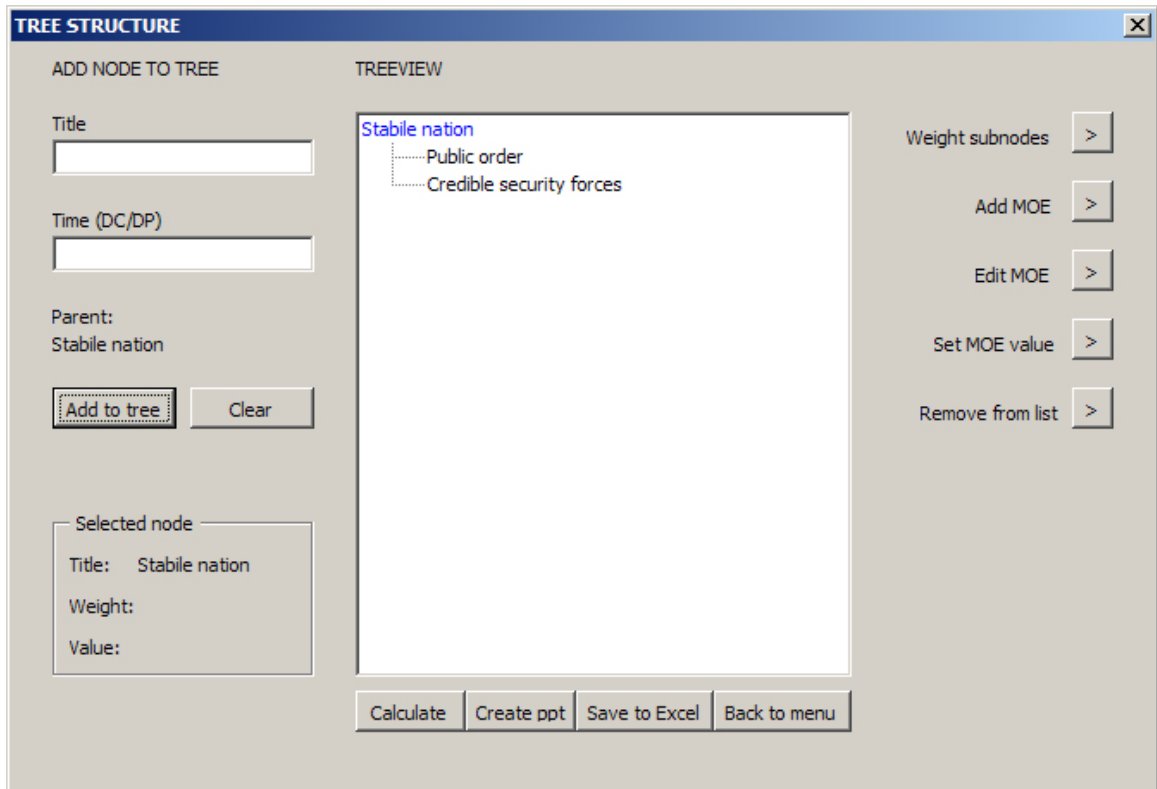 TREE STRUCTURE
ADD NODE TO TREE
TREEVIEW
Title
Time (DC/DP)
Parent:
Stabile nation
Add to tree
Clear
Selected node
Title: Stabile nation
Weight:
Value:
Stabile nation
Public order
Credible security forces
Calculate
Create ppt
Save to Excel
Back to menu
Weight subnodes >
Add MOE >
Edit MOE >
Set MOE value >
Remove from list >